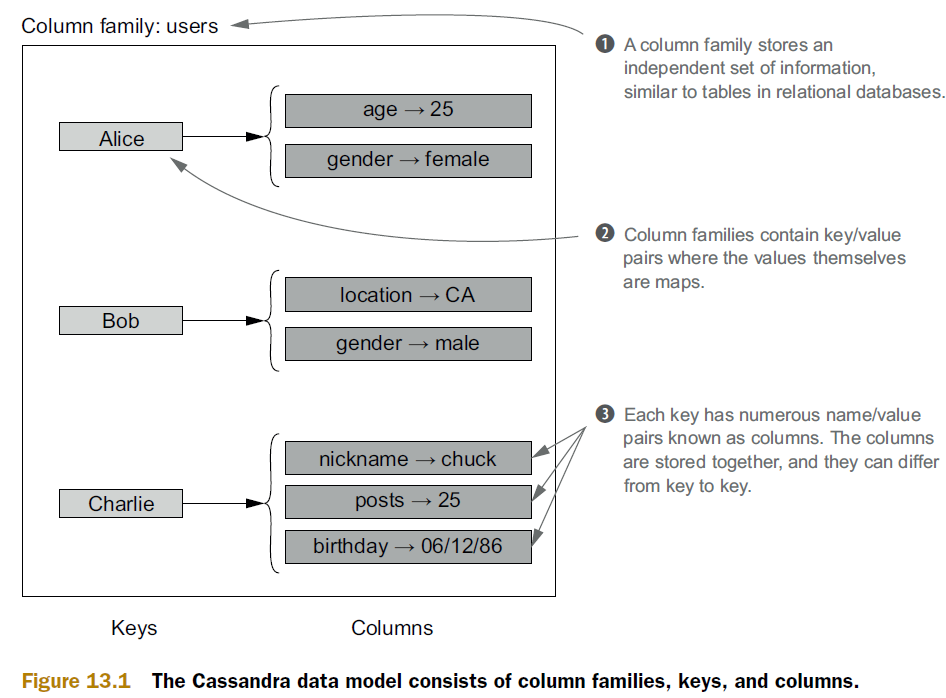 Column family: users
1 A column family stores an
independent set of information,
similar to tables in relational databases.
Alice
age → 25
gender → female
2 Column families contain key/value
pairs where the values themselves
are maps.
Bob
location → CA
gender → male
3 Each key has numerous name/value
pairs known as columns. The columns
are stored together, and they can differ
from key to key.
Charlie
nickname → chuck
posts → 25
birthday → 06/12/86
Keys
Columns
Figure 13.1 The Cassandra data model consists of column families, keys, and columns.